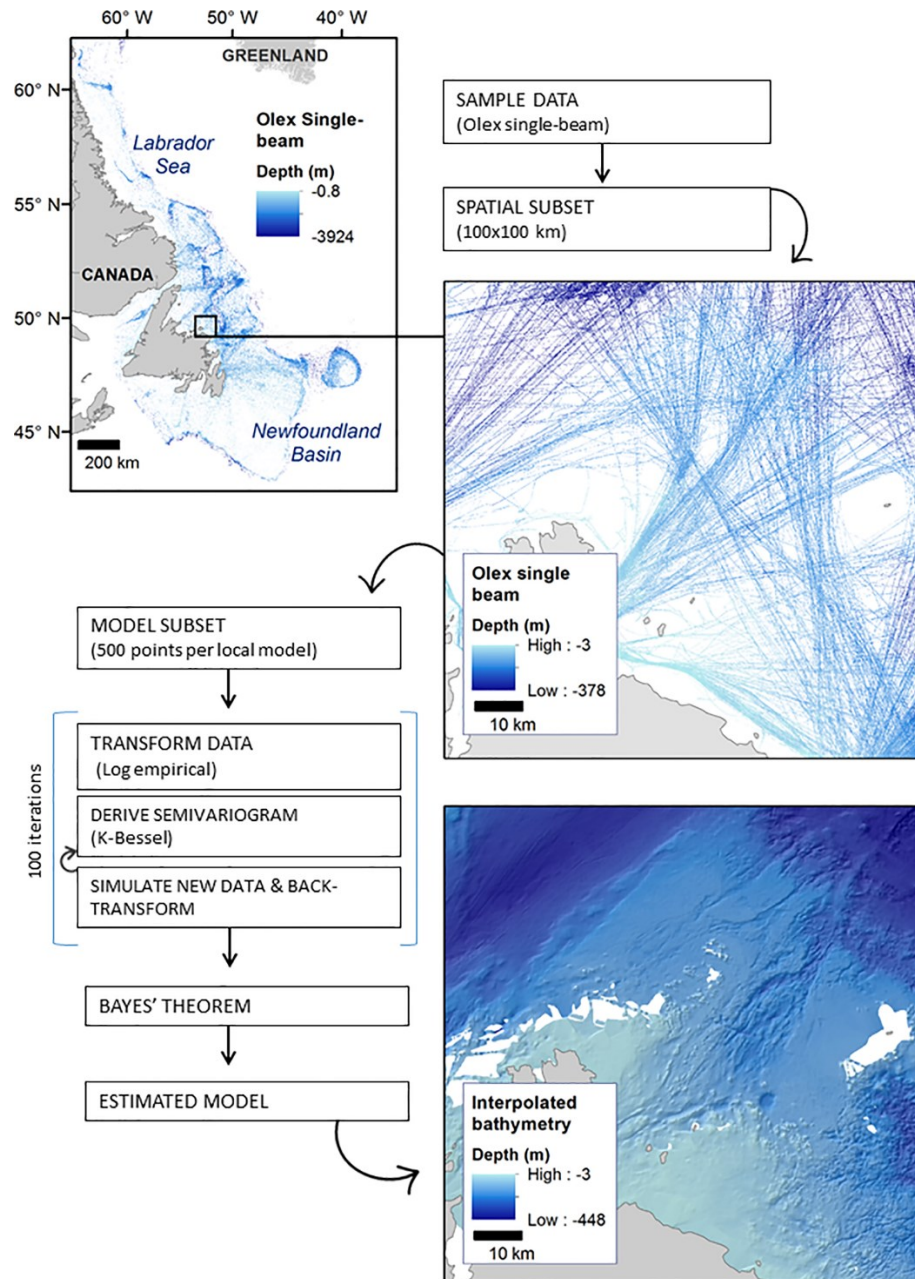 60° W
50° W
40° W
GREENLAND
60° N
55° N
50° N
45° N
Olex Single-
beam
Depth (m)
-0.8
-3924
Labrador
Sea
CANADA
Newfoundland
Basin
200 km
SAMPLE DATA
(Olex single-beam)
SPATIAL SUBSET
(100x100 km)
Olex single
beam
Depth (m)
High : -3
Low : -378
10 km
MODEL SUBSET
(500 points per local model)
100 iterations
TRANSFORM DATA
(Log empirical)
DERIVE SEMIVARIOGRAM
(K-Bessel)
SIMULATE NEW DATA & BACK-
TRANSFORM
BAYES’ THEOREM
ESTIMATED MODEL
Interpolated
bathymetry
Depth (m)
High : -3
Low : -448
10 km